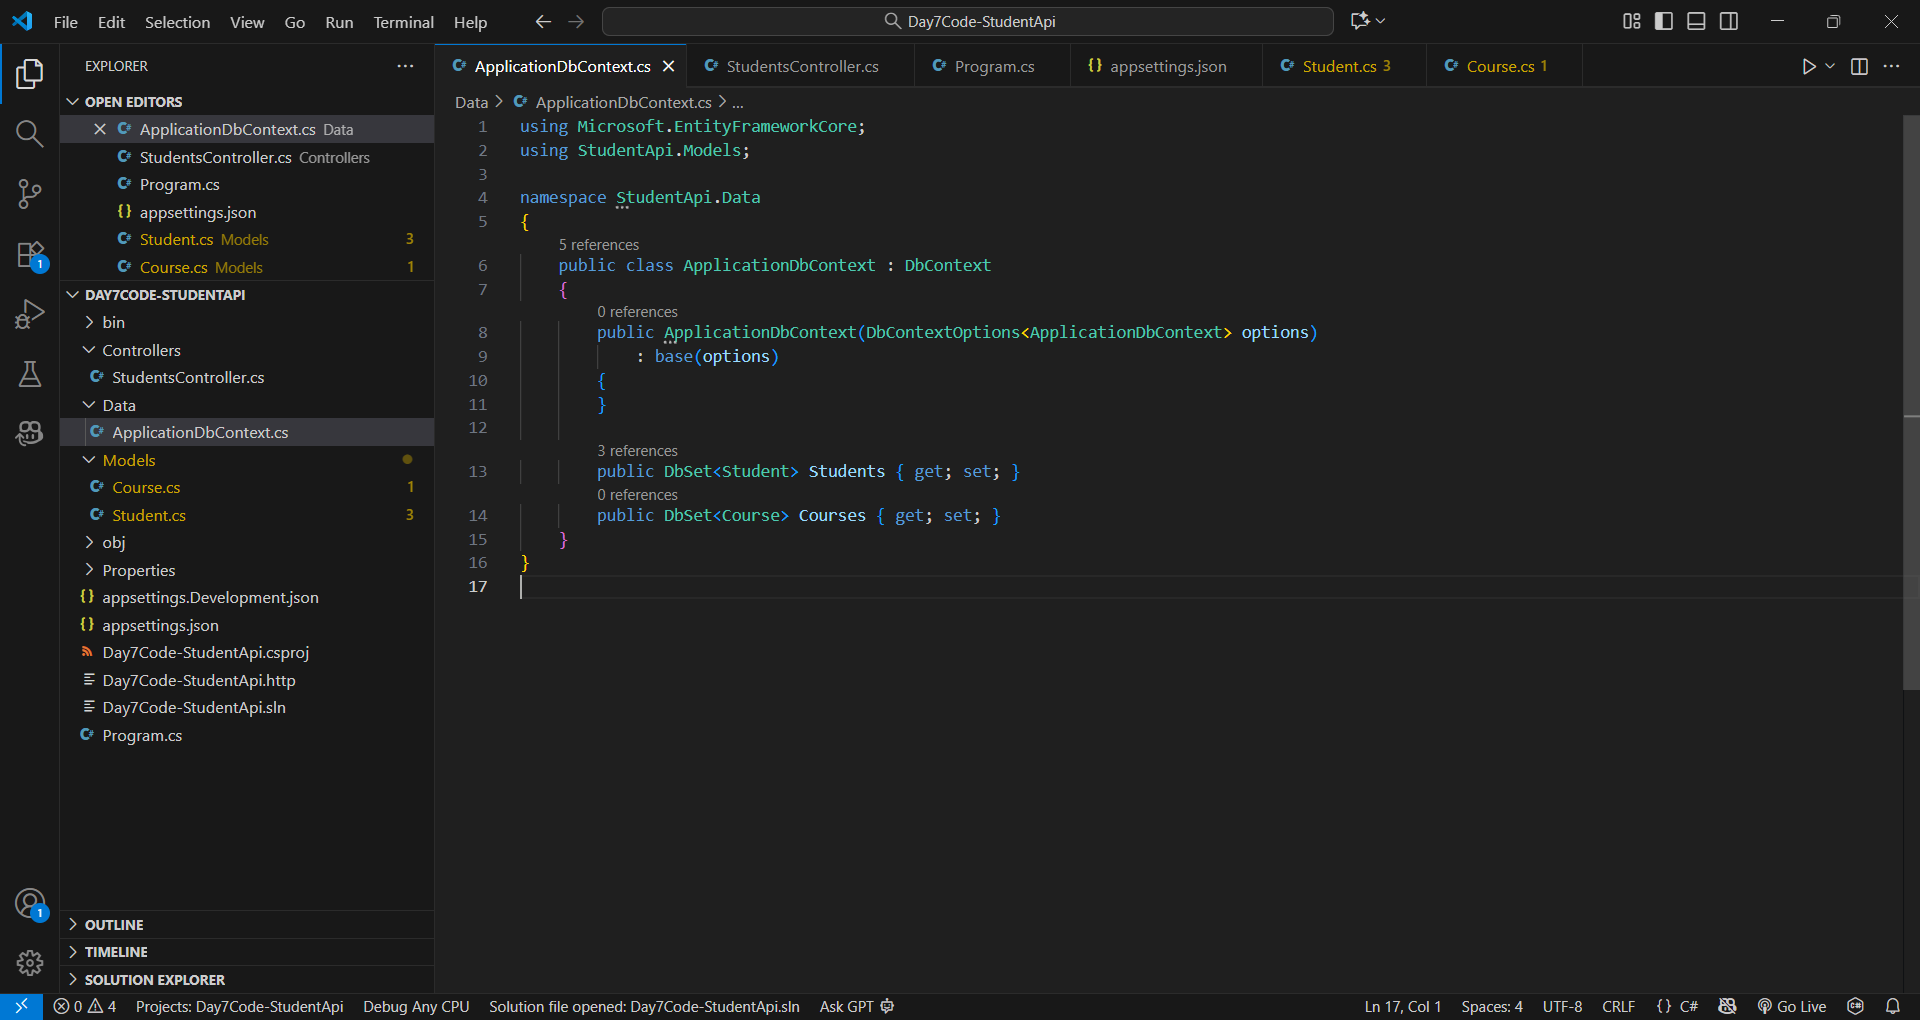 File Edit Selection View Go Run Terminal Help
Day7Code-StudentApi
EXPLORER
OPEN EDITORS
ApplicationDbContext.cs Data
StudentsController.cs Controllers
Program.cs
appsettings.json
Student.cs Models 3
Course.cs Models 1
DAY7CODE-STUDENTAPI
bin
Controllers
StudentsController.cs
Data
ApplicationDbContext.cs
Models
Course.cs 1
Student.cs 3
obj
Properties
appsettings.Development.json
appsettings.json
Day7Code-StudentApi.csproj
Day7Code-StudentApi.http
Day7Code-StudentApi.sln
Program.cs
OUTLINE
TIMELINE
SOLUTION EXPLORER
1
1
ApplicationDbContext.cs StudentsController.cs Program.cs appsettings.json Student.cs 3 Course.cs 1
Data > ApplicationDbContext.cs > ...
1 using Microsoft.EntityFrameworkCore;
2 using StudentApi.Models;
3
4 namespace StudentApi.Data
5 {
5 references
6 public class ApplicationDbContext : DbContext
7 {
0 references
8 public ApplicationDbContext(DbContextOptions<ApplicationDbContext> options)
9 : base(options)
10 {
11 }
12
3 references
13 public DbSet<Student> Students { get; set; }
0 references
14 public DbSet<Course> Courses { get; set; }
15 }
16 }
17
0 4 Projects: Day7Code-StudentApi Debug Any CPU Solution file opened: Day7Code-StudentApi.sln Ask GPT Ln 17, Col 1 Spaces: 4 UTF-8 CRLF {} C# Go Live